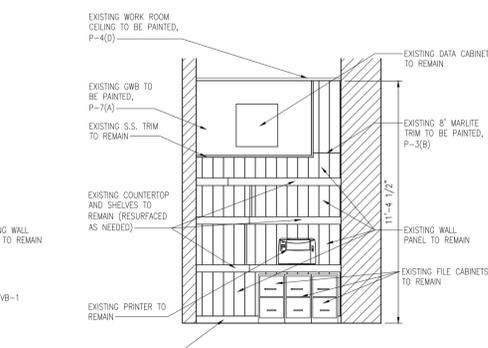 EXISTING WORK ROOM
CEILING TO BE PAINTED,
P-4(D)
EXISTING DATA CABINET
TO REMAIN
EXISTING GWB TO
BE PAINTED,
P-7(A)
EXISTING S.S. TRIM
TO REMAIN
EXISTING 8' MARLITE
TRIM TO BE PAINTED,
P-3(B)
EXISTING COUNTERTOP
AND SHELVES TO
REMAIN (RESURFACED
AS NEEDED)
11'-4 1/2"
WALL
TO REMAIN
EXISTING WALL
PANEL TO REMAIN
EXISTING FILE CABINETS
TO REMAIN
VB-1
EXISTING PRINTER TO
REMAIN